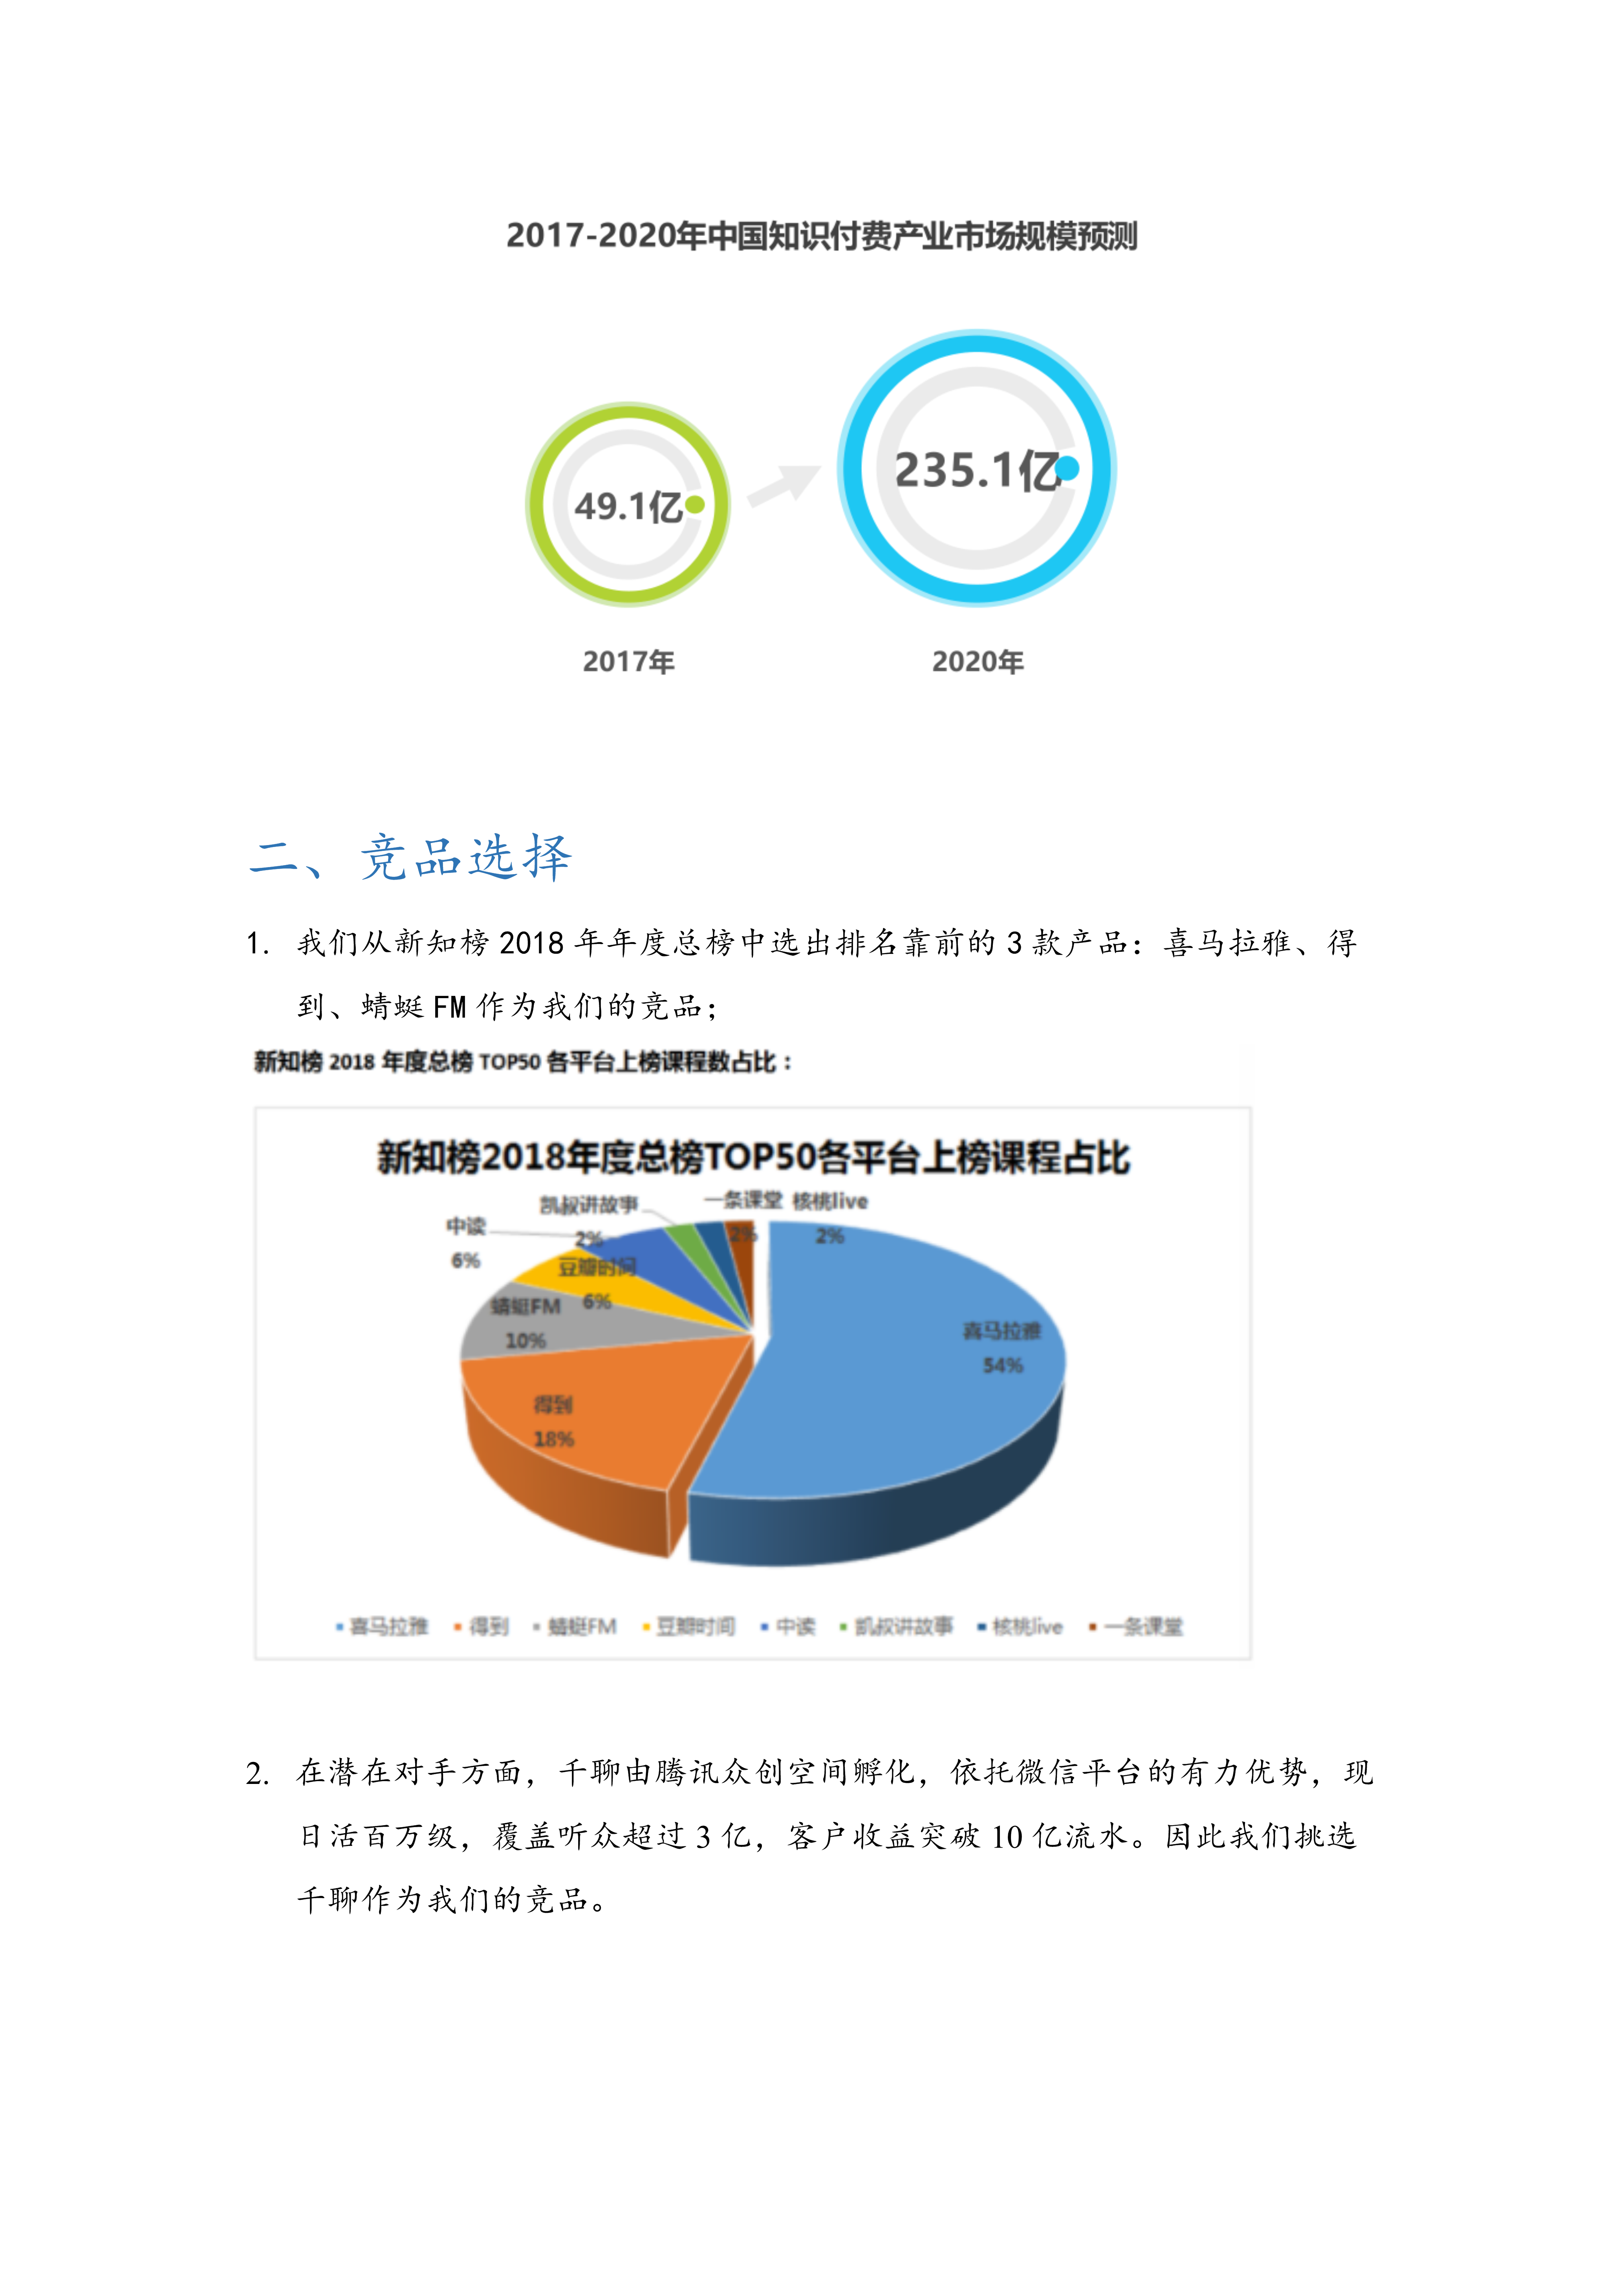 2017-2020年中国知识付费产业市场规模预测
49.1亿
235.1亿
2017年
2020年
二、竞品选择
1. 我们从新知榜 2018 年年度总榜中选出排名靠前的 3 款产品：喜马拉雅、得
到、蜻蜓 FM 作为我们的竞品；
新知榜 2018 年度总榜 TOP50 各平台上榜课程数占比：
新知榜2018年度总榜TOP50各平台上榜课程占比
一条课堂
2%
核桃live
2%
凯叔讲故事
2%
中读
6%
豆瓣时间
6%
蜻蜓FM
10%
喜马拉雅
54%
得到
18%
喜马拉雅 得到 蜻蜓FM 豆瓣时间 中读 凯叔讲故事 核桃live 一条课堂
2. 在潜在对手方面，千聊由腾讯众创空间孵化，依托微信平台的有力优势，现
日活百万级，覆盖听众超过 3 亿，客户收益突破 10 亿流水。因此我们挑选
千聊作为我们的竞品。